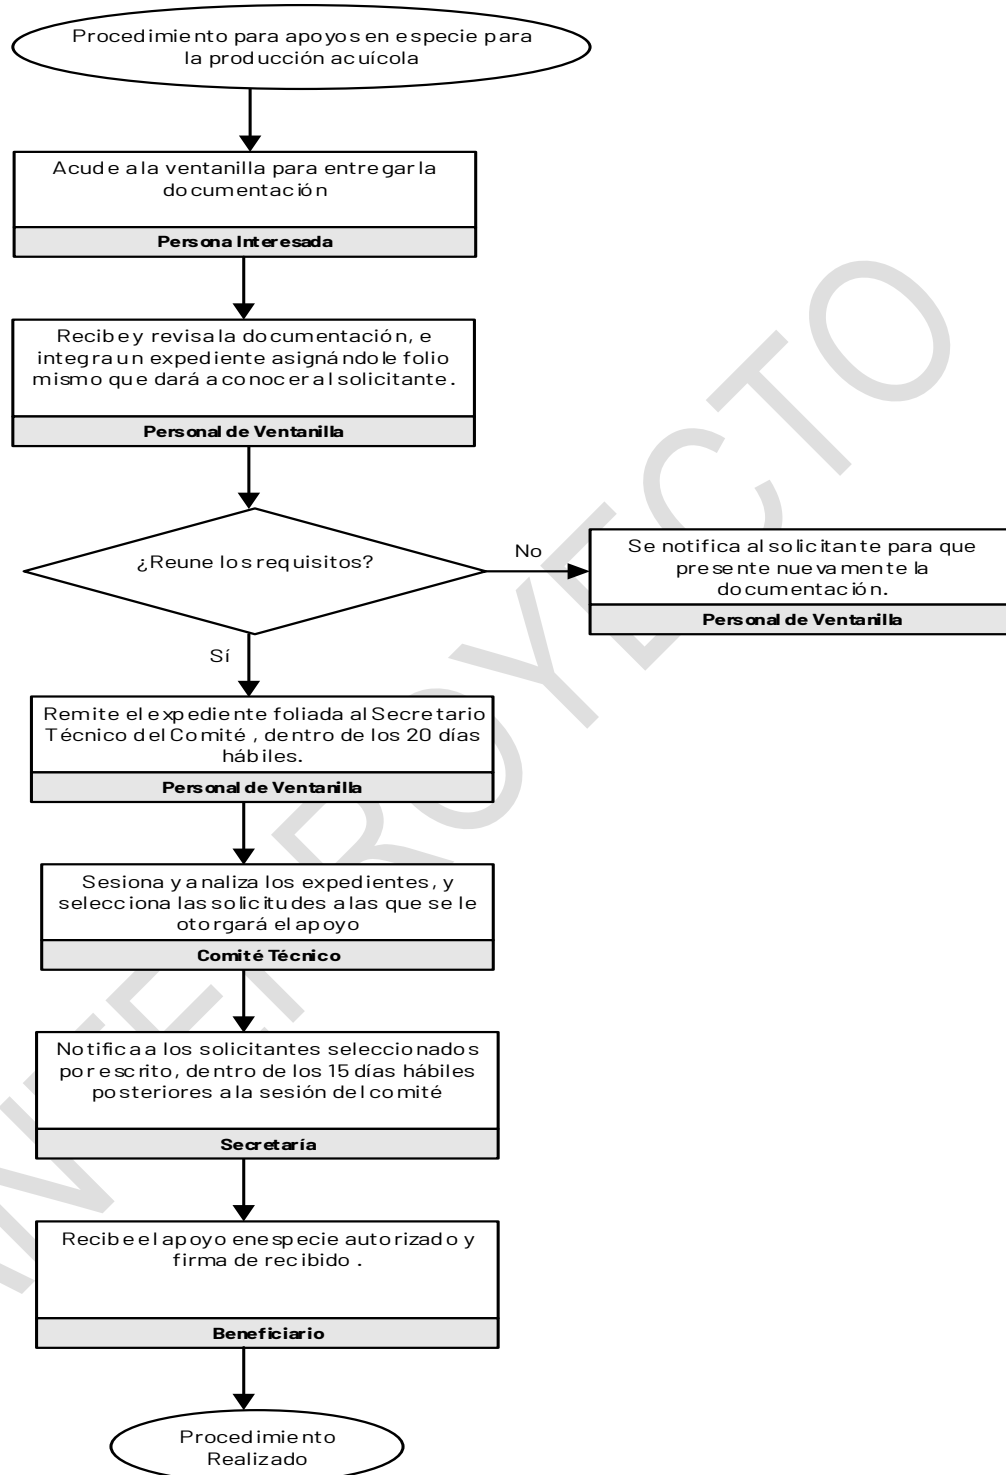 Procedimiento para apoyos en especie para
la producción acuícola
Acude a la ventanilla para entregar la
documentación
Persona Interesada
Recibe y revisa la documentación, e
integra un expediente asignándole folio
mismo que dará a conocer al solicitante.
Personal de Ventanilla
¿Reune los requisitos?
No
Se notifica al solicitante para que
presente nuevamente la
documentación.
Personal de Ventanilla
Sí
Remite el expediente foliada al Secretario
Técnico del Comité, dentro de los 20 días
hábiles.
Personal de Ventanilla
Sesiona y analiza los expedientes, y
selecciona las solicitudes a las que se le
otorgará el apoyo
Comité Técnico
Notifica a los solicitantes seleccionados
por escrito, dentro de los 15 días hábiles
posteriores a la sesión del comité
Secretaría
Recibe el apoyo en especie autorizado y
firma de recibido.
Beneficiario
Procedimiento
Realizado
ANTEPROYECTO